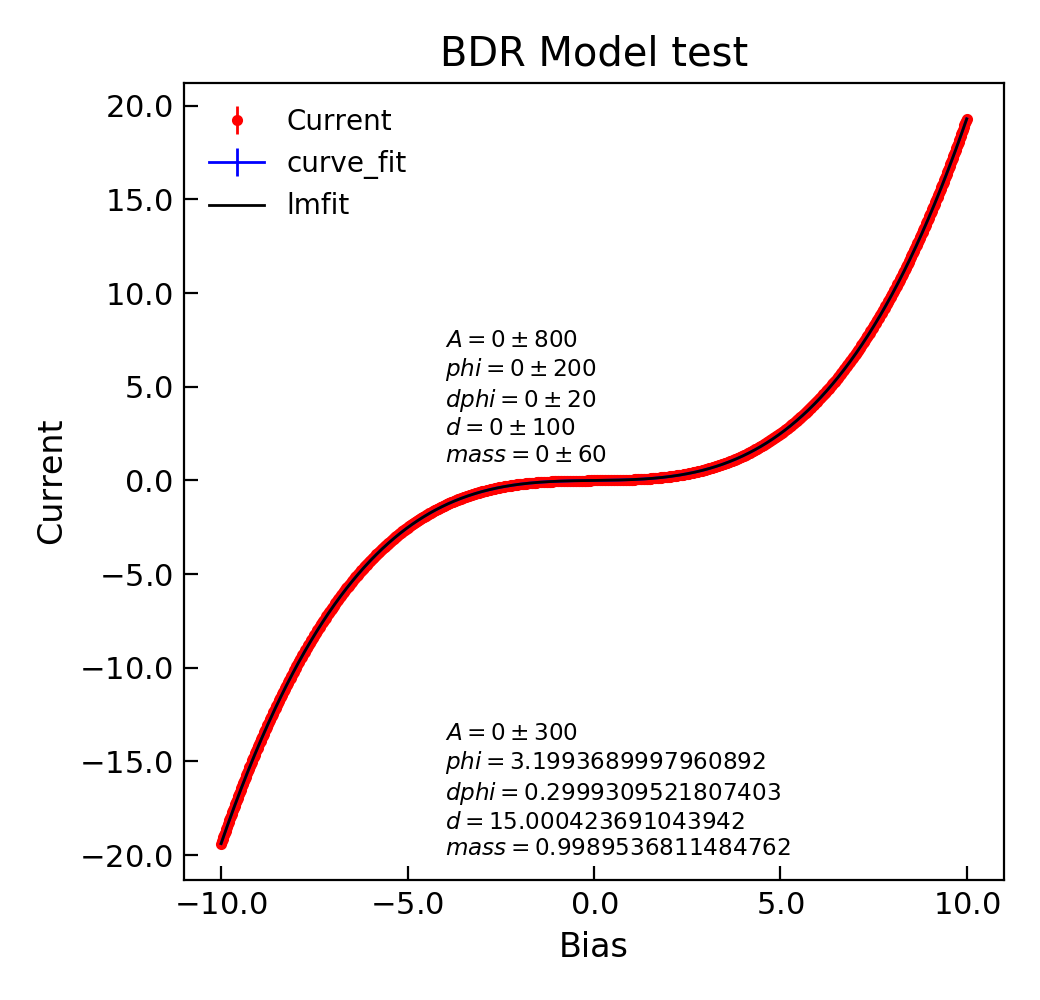 BDR Model test
20.0
15.0
10.0
5.0
0.0
−5.0
−10.0
−15.0
−20.0
Current
Current
curve_fit
lmfit
A = 0 ± 800
phi = 0 ± 200
dphi = 0 ± 20
d = 0 ± 100
mass = 0 ± 60
A = 0 ± 300
phi = 3.1993689997960892
dphi = 0.2999309521807403
d = 15.000423691043942
mass = 0.9989536811484762
−10.0 −5.0 0.0 5.0 10.0
Bias